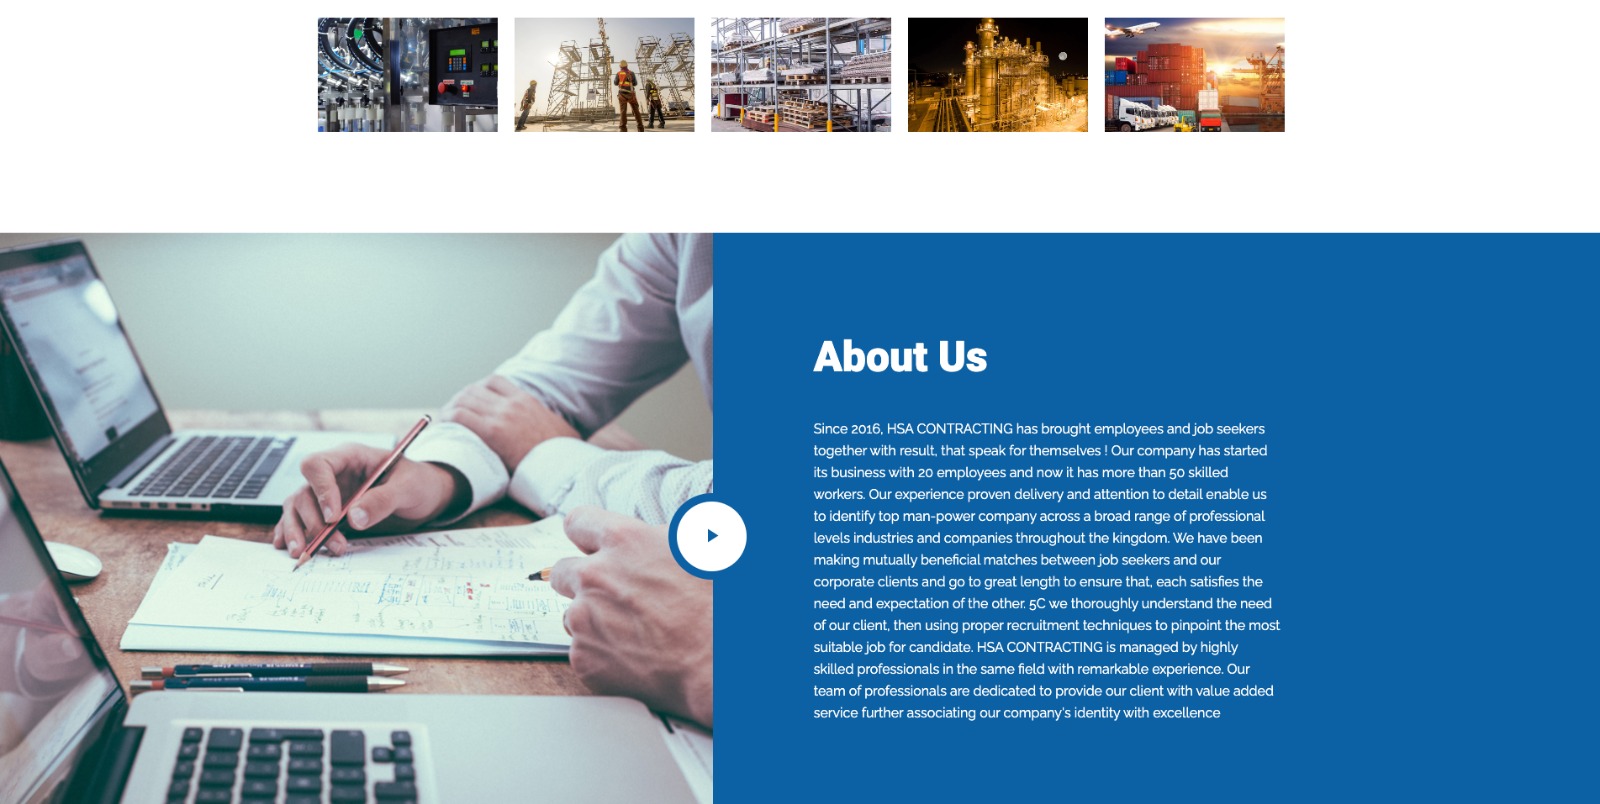 About Us
Since 2016, HSA CONTRACTING has brought employees and job seekers
together with result, that speak for themselves ! Our company has started
its business with 20 employees and now it has more than 50 skilled
workers. Our experience proven delivery and attention to detail enable us
to identify top man-power company across a broad range of professional
levels industries and companies throughout the kingdom. We have been
making mutually beneficial matches between job seekers and our
corporate clients and go to great length to ensure that, each satisfies the
need and expectation of the other. 5C we thoroughly understand the need
of our client, then using proper recruitment techniques to pinpoint the most
suitable job for candidate. HSA CONTRACTING is managed by highly
skilled professionals in the same field with remarkable experience. Our
team of professionals are dedicated to provide our client with value added
service further associating our company's identity with excellence